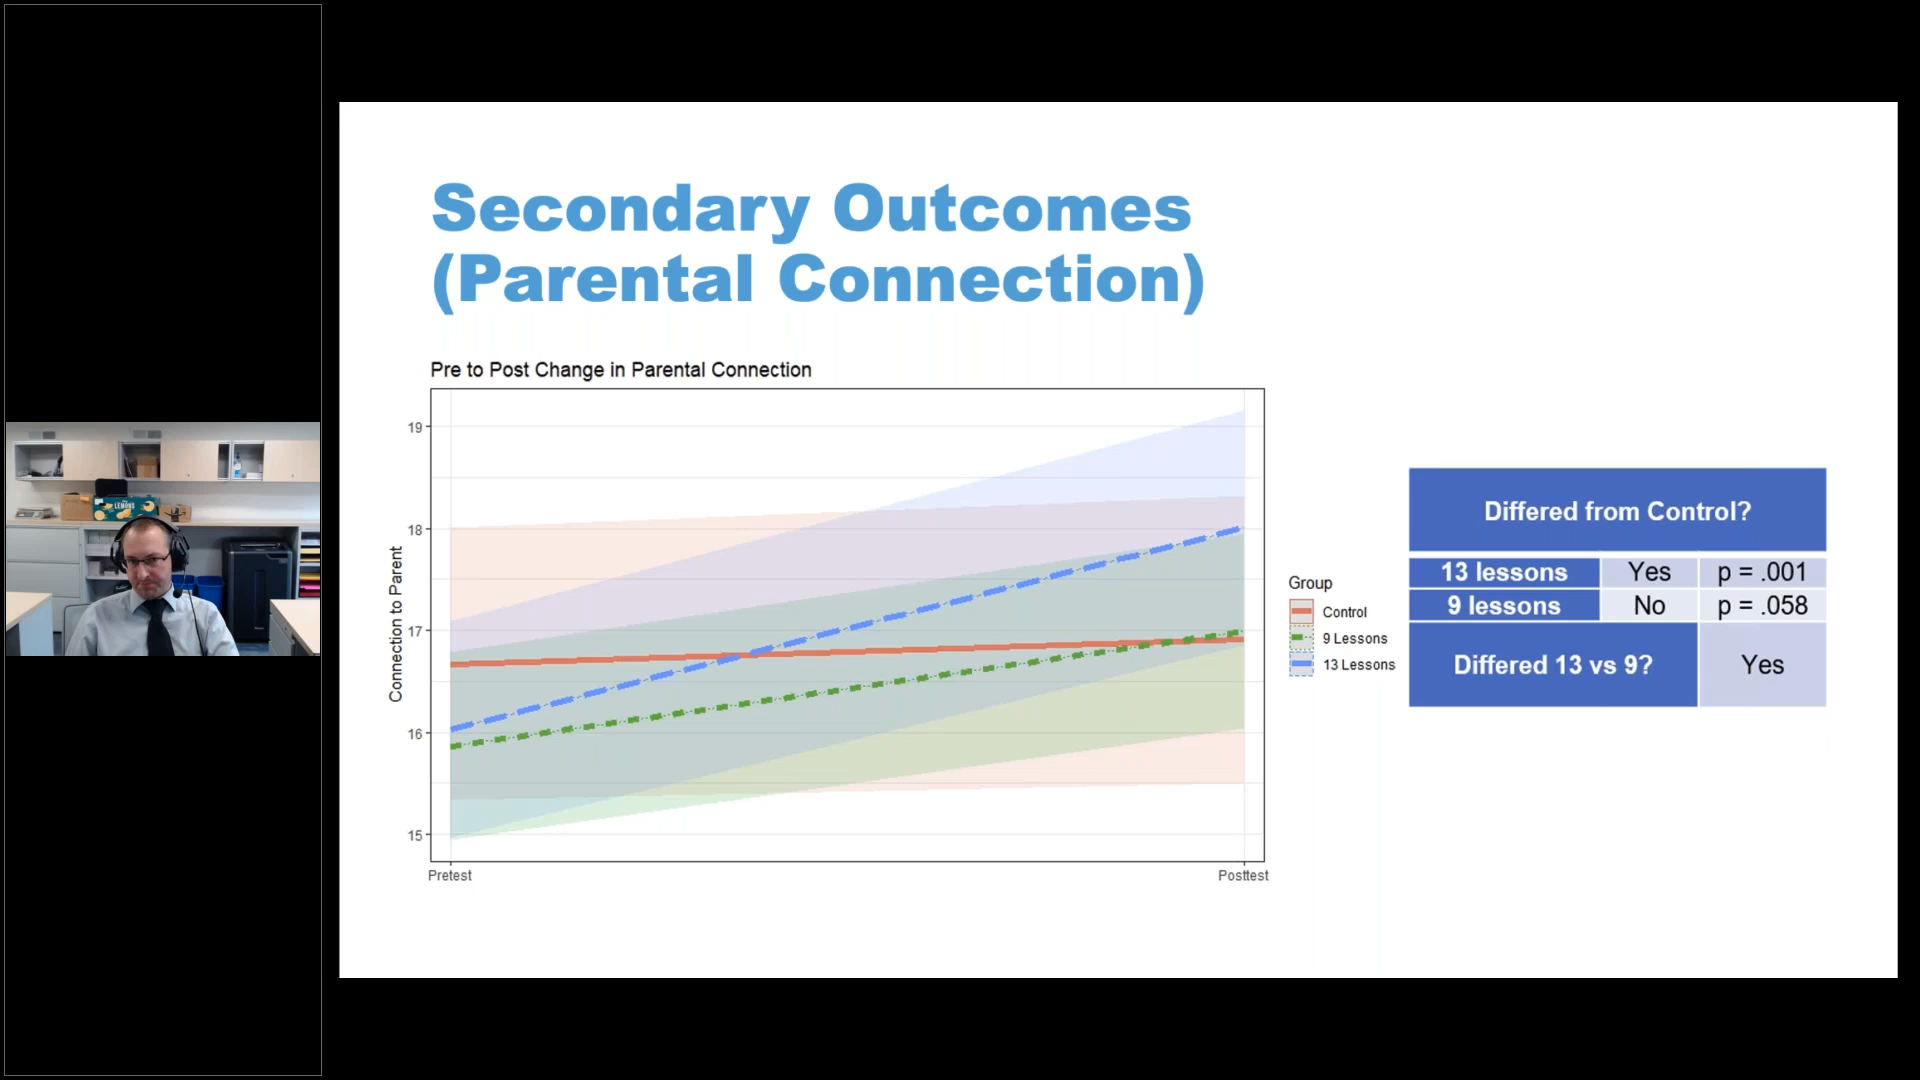 Secondary Outcomes
(Parental Connection)
Pre to Post Change in Parental Connection
Connection to Parent
19
18
17
16
15
Pretest
Posttest
Group
Control
9 Lessons
13 Lessons
Differed from Control?
13 lessons Yes p = .001
9 lessons No p = .058
Differed 13 vs 9? Yes
LEMONS